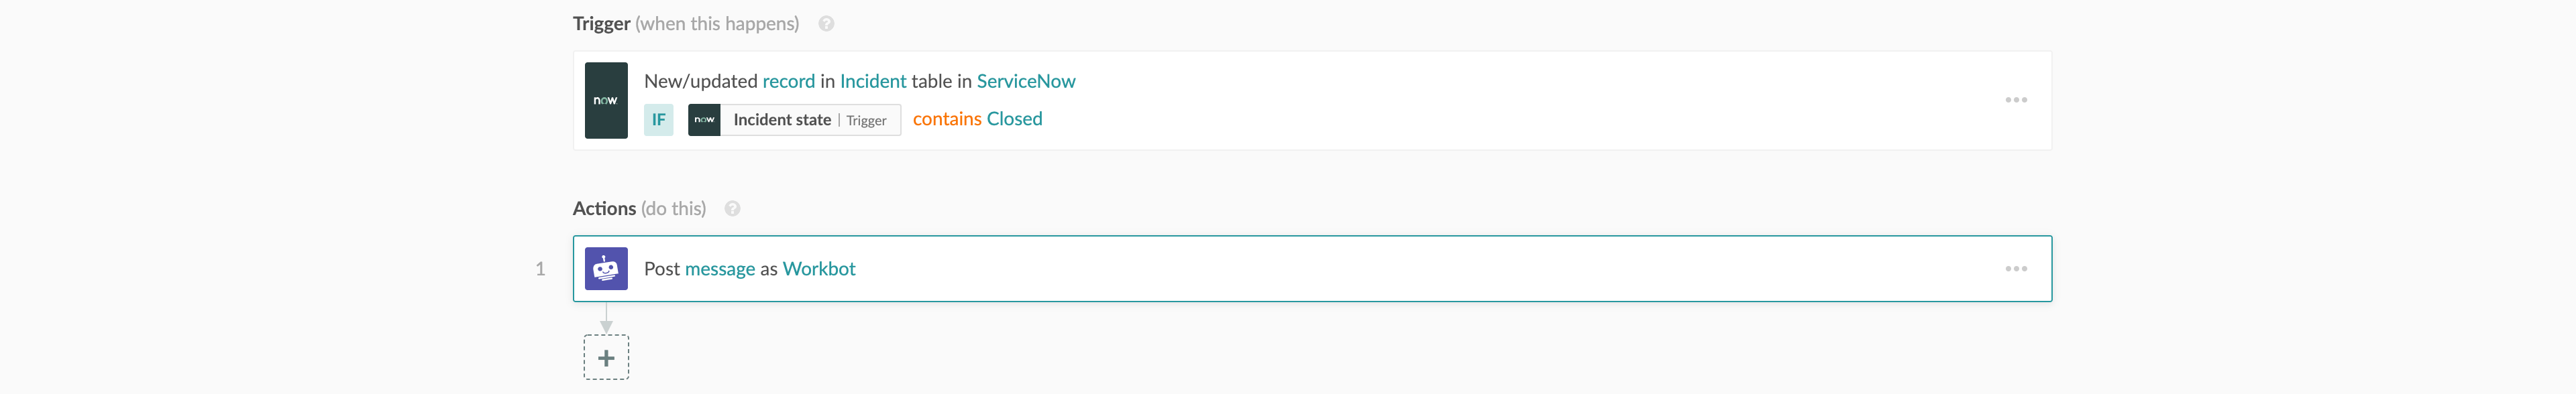 Trigger (when this happens) ?
now
New/updated record in Incident table in ServiceNow
IF now Incident state | Trigger contains Closed
Actions (do this) ?
1 Post message as Workbot